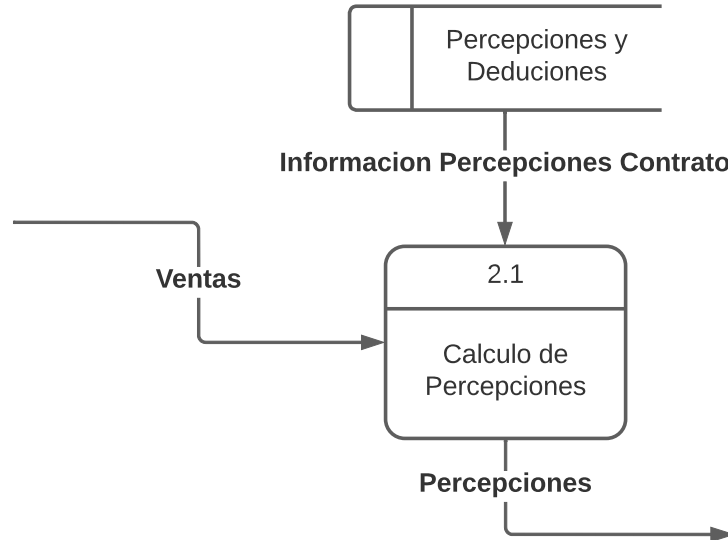 Percepciones y
Deduciones
Informacion Percepciones Contrato
Ventas
2.1
Calculo de
Percepciones
Percepciones